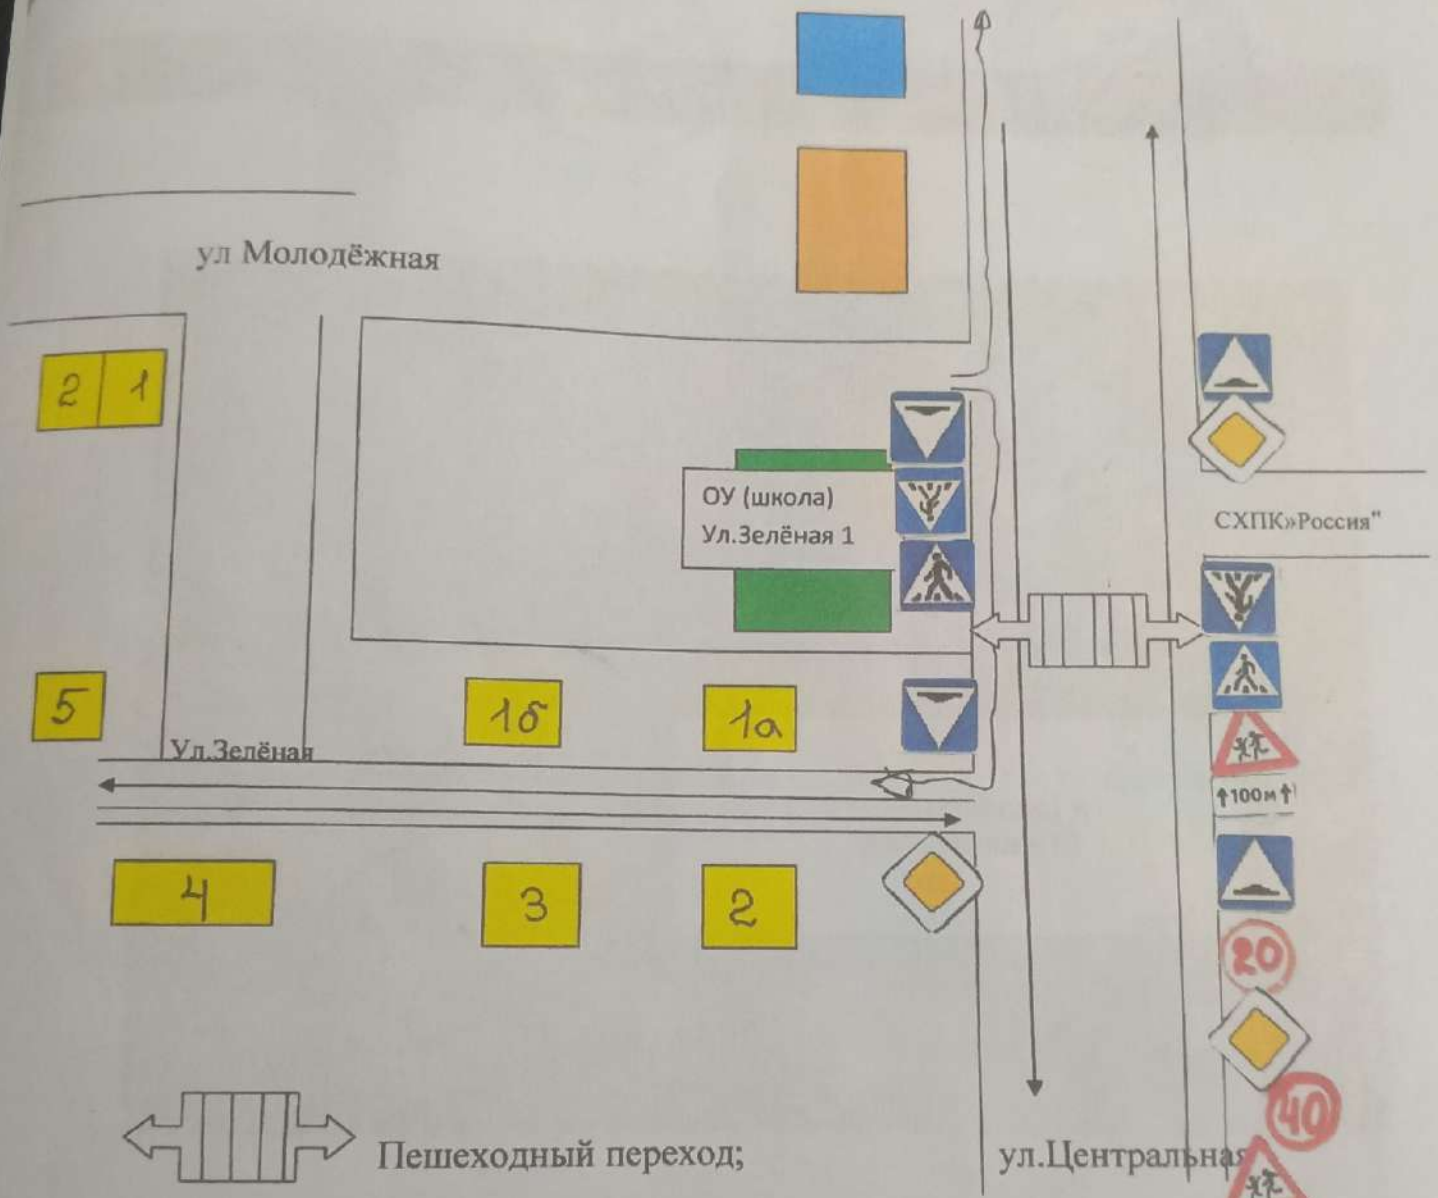 ул Молодёжная
2 1
ОУ (школа)
Ул.Зелёная 1
СХПК»Россия"
5
1б
1а
Ул.Зелёная
↑100м↑
4
3
2
20
40
Пешеходный переход;
ул.Центральная